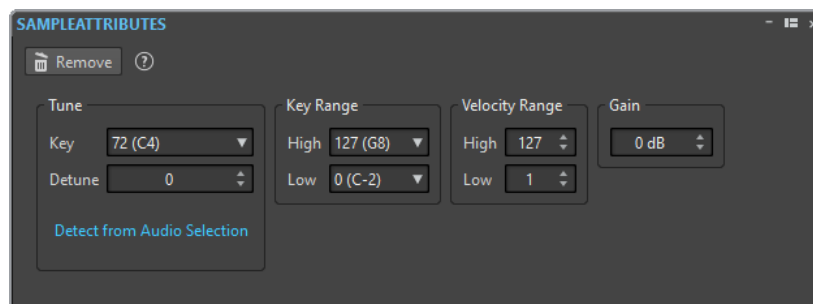 SAMPLEATTRIBUTES
Remove ?
Tune
Key 72 (C4)
Detune 0
Detect from Audio Selection
Key Range
High 127 (G8)
Low 0 (C-2)
Velocity Range
High 127
Low 1
Gain
0 dB